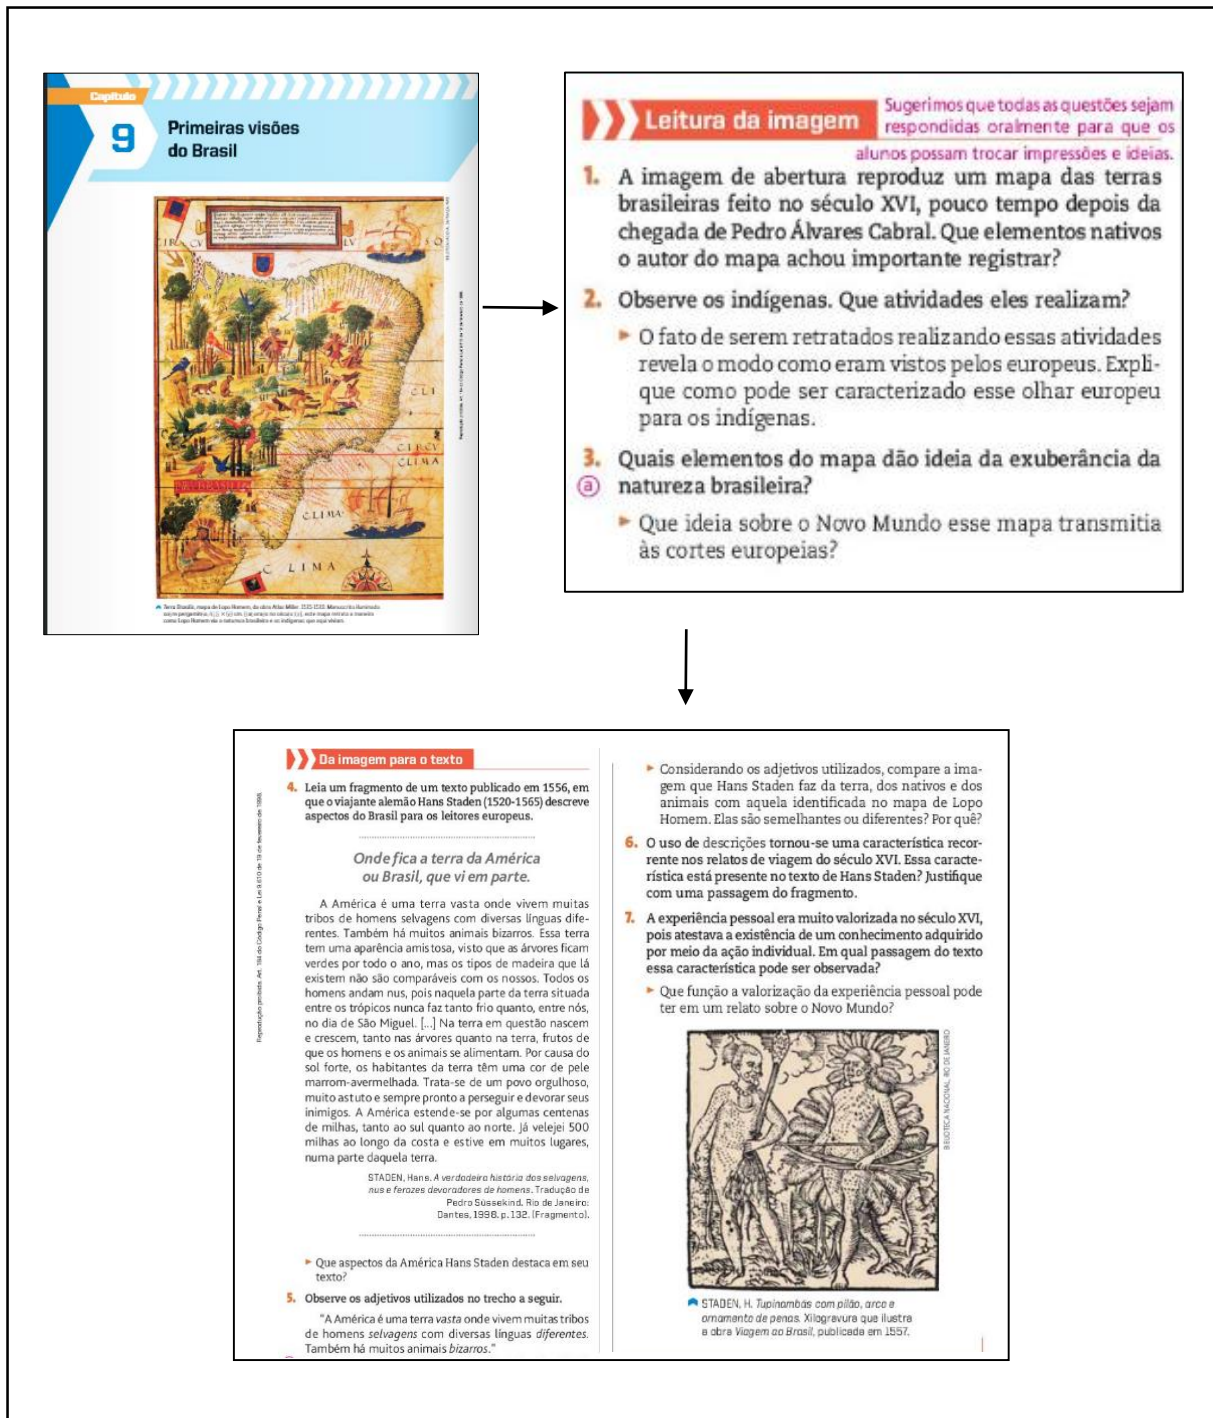 Capítulo
9
Primeiras visões
do Brasil
CLI
CIRCV
CLIMA
CLIMA
CLIMA
Leitura da imagem
Sugerimos que todas as questões sejam
respondidas oralmente para que os
alunos possam trocar impressões e ideias.
1. A imagem de abertura reproduz um mapa das terras
brasileiras feito no século XVI, pouco tempo depois da
chegada de Pedro Álvares Cabral. Que elementos nativos
o autor do mapa achou importante registrar?
2. Observe os indígenas. Que atividades eles realizam?
▸ O fato de serem retratados realizando essas atividades
revela o modo como eram vistos pelos europeus. Expli-
que como pode ser caracterizado esse olhar europeu
para os indígenas.
3. Quais elementos do mapa dão ideia da exuberância da
a natureza brasileira?
▸ Que ideia sobre o Novo Mundo esse mapa transmitia
às cortes europeias?
Da imagem para o texto
4. Leia um fragmento de um texto publicado em 1556, em
que o viajante alemão Hans Staden (1520-1565) descreve
aspectos do Brasil para os leitores europeus.
Onde fica a terra da América
ou Brasil, que vi em parte.
A América é uma terra vasta onde vivem muitas
tribos de homens selvagens com diversas línguas dife-
rentes. Também há muitos animais bizarros. Essa terra
tem uma aparência amistosa, visto que as árvores ficam
verdes por todo o ano, mas os tipos de madeira que lá
existem não são comparáveis com os nossos. Todos os
homens andam nus, pois naquela parte da terra situada
entre os trópicos nunca faz tanto frio quanto, entre nós,
no dia de São Miguel. [...] Na terra em questão nascem
e crescem, tanto nas árvores quanto na terra, frutos de
que os homens e os animais se alimentam. Por causa do
sol forte, os habitantes da terra têm uma cor de pele
marrom-avermelhada. Trata-se de um povo orgulhoso,
muito astuto e sempre pronto a perseguir e devorar seus
inimigos. A América estende-se por algumas centenas
de milhas, tanto ao sul quanto ao norte. Já velejei 500
milhas ao longo da costa e estive em muitos lugares,
numa parte daquela terra.
STADEN, Hans. A verdadeira história dos selvagens,
nus e ferozes devoradores de homens. Tradução de
Pedro Süssekind. Rio de Janeiro:
Dantes, 1998. p. 132. (Fragmento).
▸ Que aspectos da América Hans Staden destaca em seu
texto?
5. Observe os adjetivos utilizados no trecho a seguir.
"A América é uma terra vasta onde vivem muitas tribos
de homens selvagens com diversas línguas diferentes.
Também há muitos animais bizarros."
Reprodução proibida. Art. 184 do Código Penal e Lei 9.610 de 19 de fevereiro de 1998.
▸ Considerando os adjetivos utilizados, compare a ima-
gem que Hans Staden faz da terra, dos nativos e dos
animais com aquela identificada no mapa de Lopo
Homem. Elas são semelhantes ou diferentes? Por quê?
6. O uso de descrições tornou-se uma característica recor-
rente nos relatos de viagem do século XVI. Essa caracte-
rística está presente no texto de Hans Staden? Justifique
com uma passagem do fragmento.
7. A experiência pessoal era muito valorizada no século XVI,
pois atestava a existência de um conhecimento adquirido
por meio da ação individual. Em qual passagem do texto
essa característica pode ser observada?
▸ Que função a valorização da experiência pessoal pode
ter em um relato sobre o Novo Mundo?
BIBLIOTECA NACIONAL, RIO DE JANEIRO
STADEN, H. Tupinambás com pilão, arco e
ornamento de penas. Xilogravura que ilustra
a obra Viagem ao Brasil, publicada em 1557.